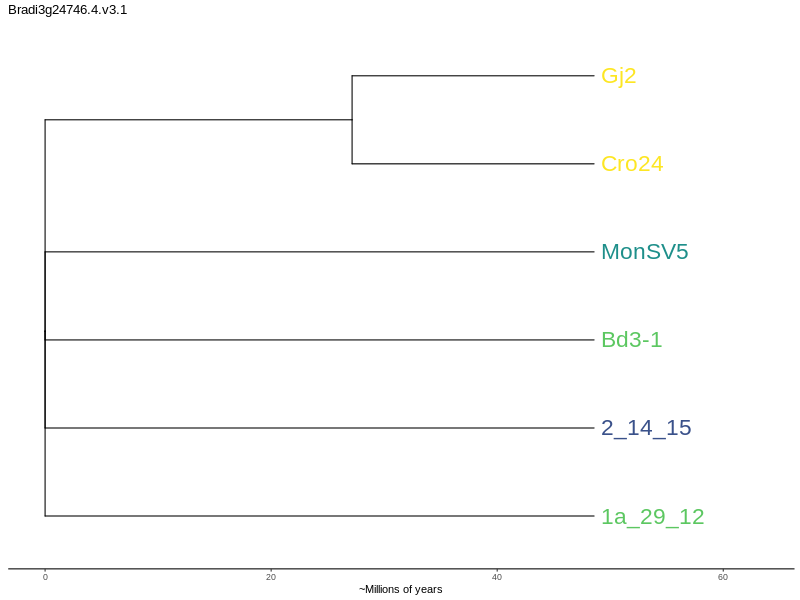 Bradi3g24746.4.v3.1
Gj2
Cro24
MonSV5
Bd3-1
2_14_15
1a_29_12
0 20 40 60
~Millions of years